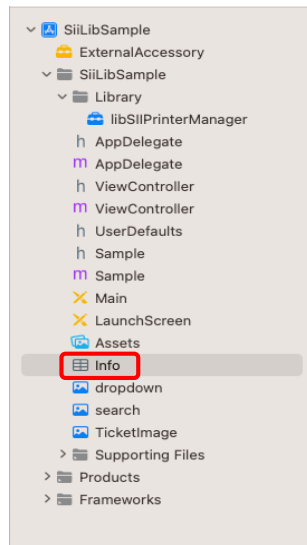 SiiLibSample
ExternalAccessory
SiiLibSample
Library
libSIIPrinterManager
h AppDelegate
m AppDelegate
h ViewController
m ViewController
h UserDefaults
h Sample
m Sample
Main
LaunchScreen
Assets
Info
dropdown
search
TicketImage
Supporting Files
Products
Frameworks